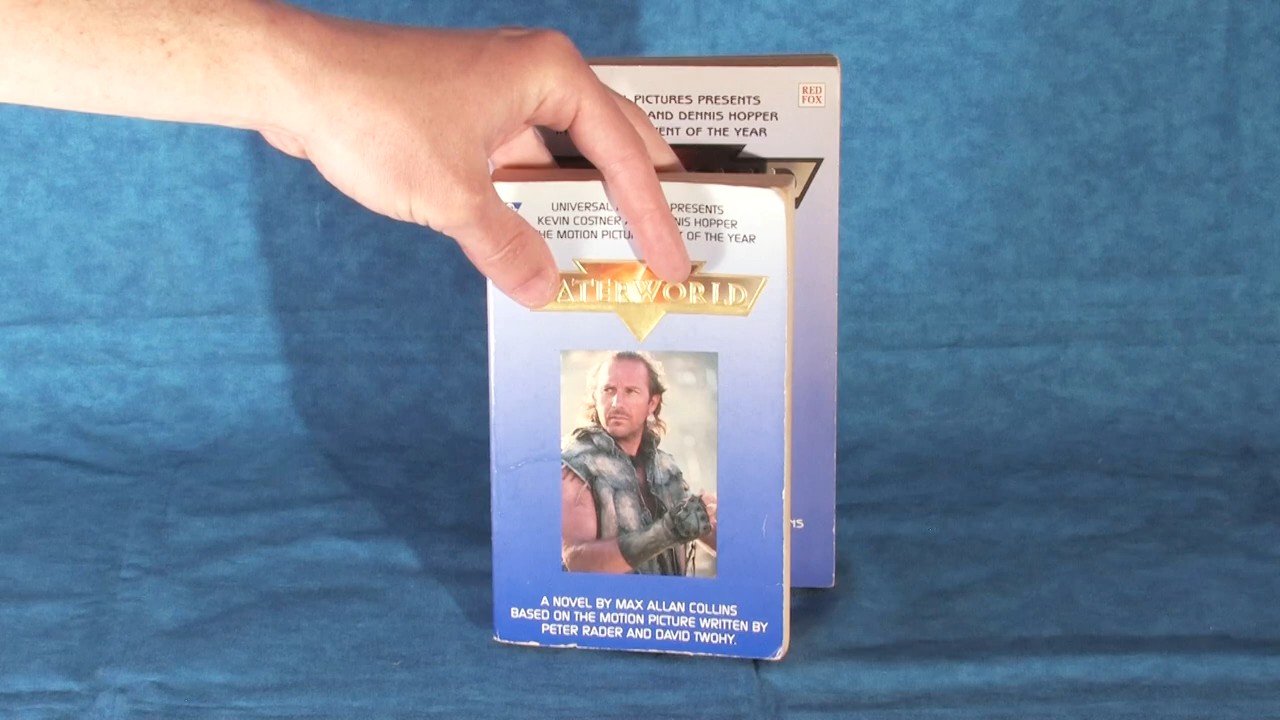 PICTURES PRESENTS
AND DENNIS HOPPER
ENT OF THE YEAR
RED
FOX
UNIVERSAL PRESENTS
KEVIN COSTNER NIS HOPPER
HE MOTION PICTU OF THE YEAR
ATERWORLD
NS
A NOVEL BY MAX ALLAN COLLINS
BASED ON THE MOTION PICTURE WRITTEN BY
PETER RADER AND DAVID TWOHY.